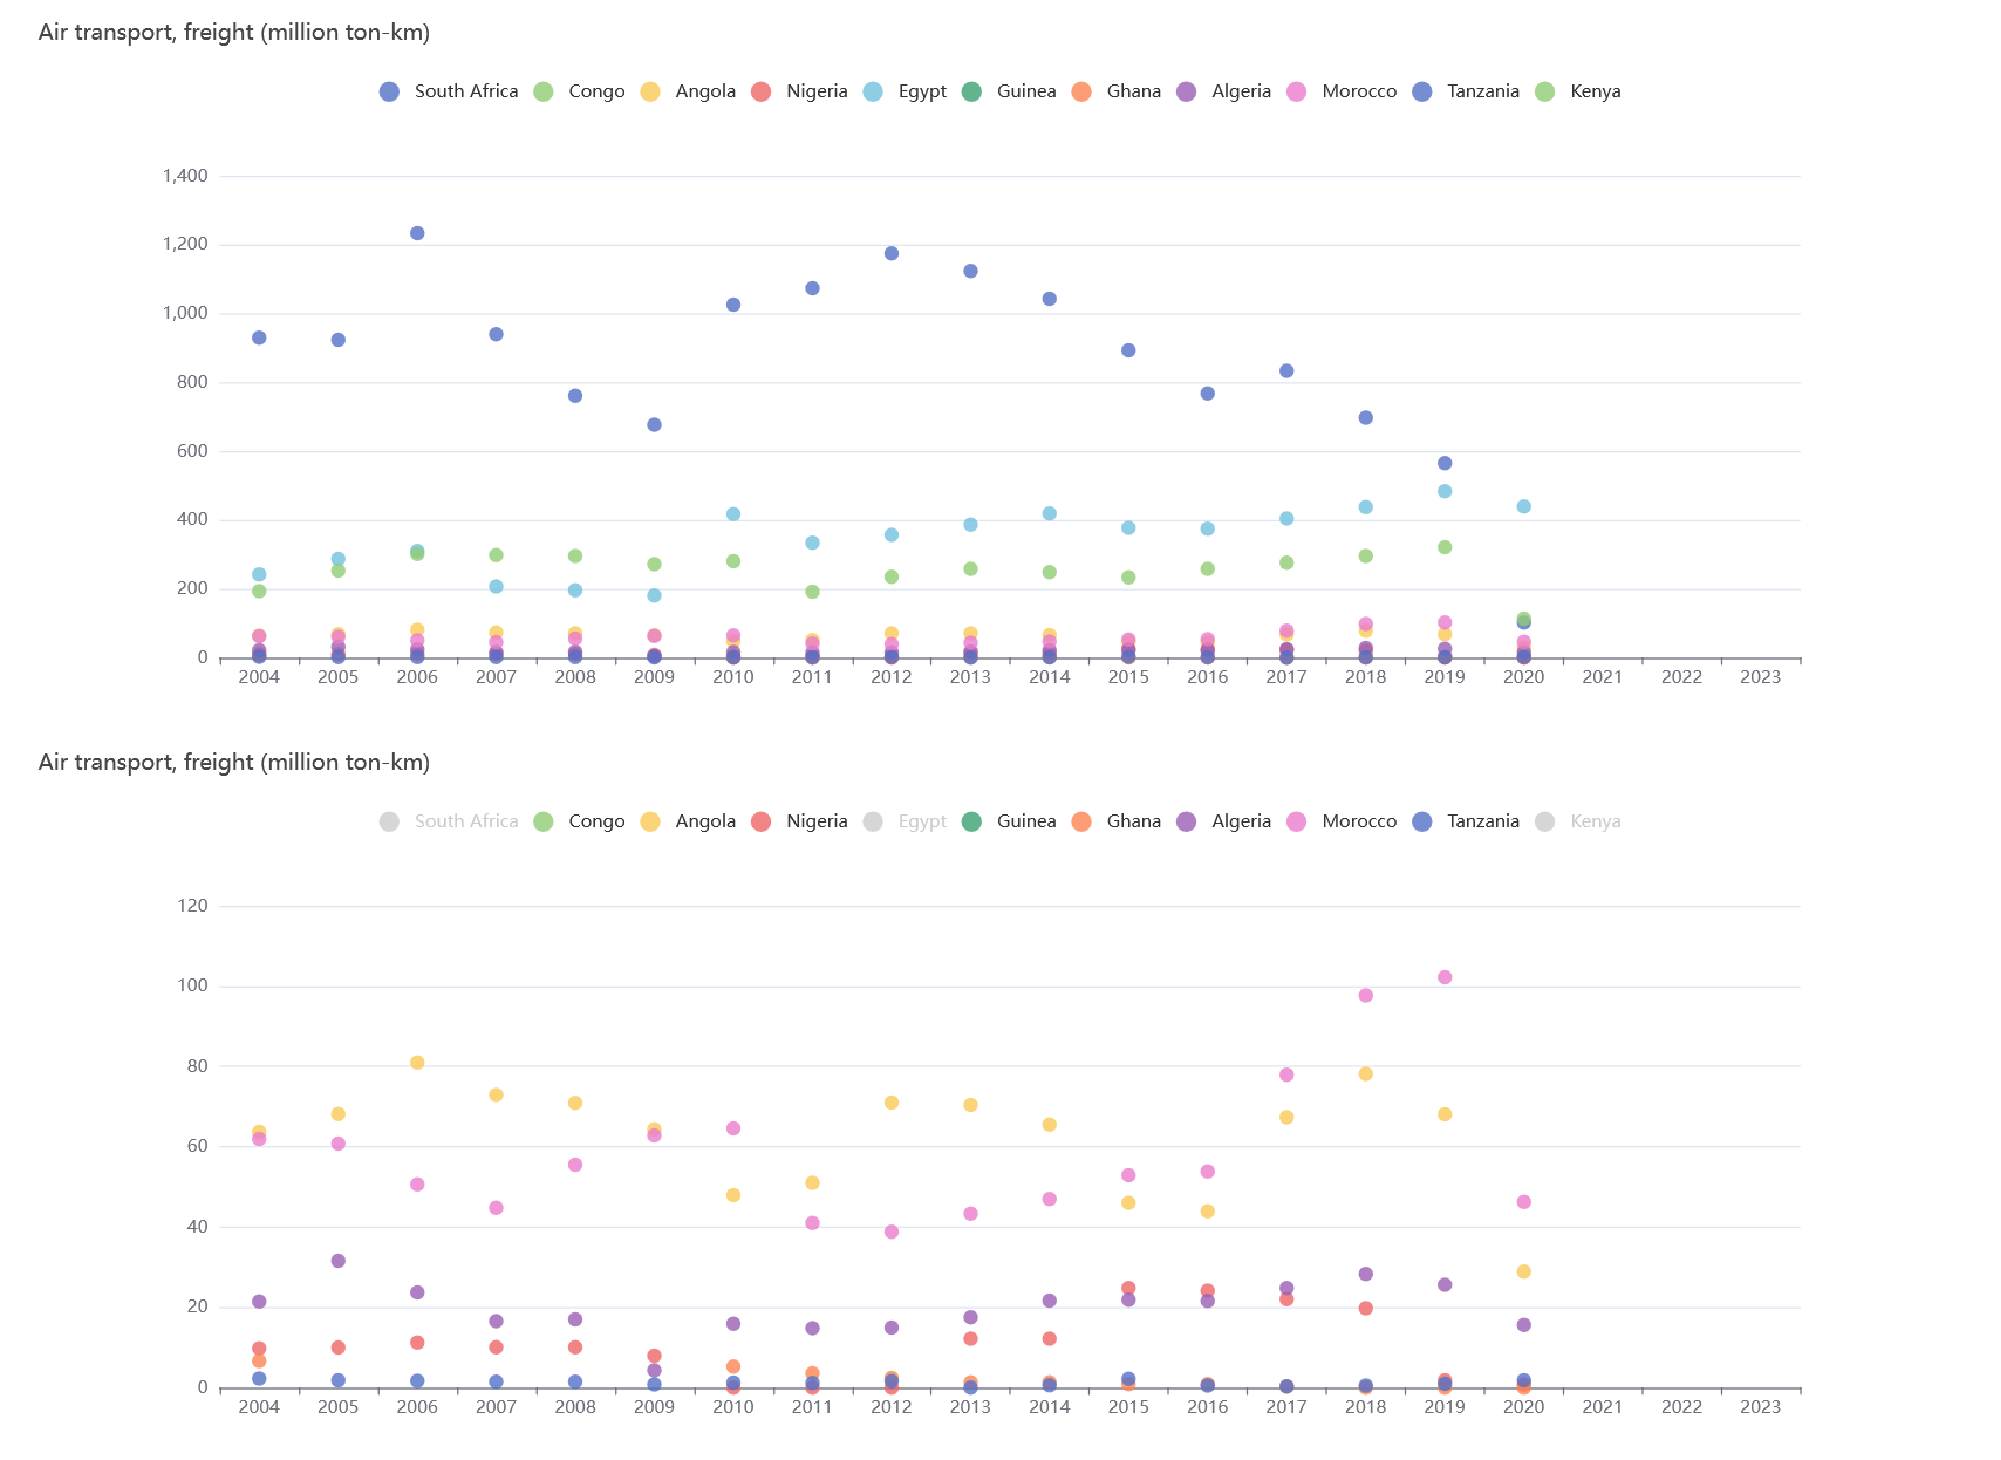 Air transport, freight (million ton-km)
South Africa Congo Angola Nigeria Egypt Guinea Ghana Algeria Morocco Tanzania Kenya
1,400
1,200
1,000
800
600
400
200
0
2004 2005 2006 2007 2008 2009 2010 2011 2012 2013 2014 2015 2016 2017 2018 2019 2020 2021 2022 2023
Air transport, freight (million ton-km)
South Africa Congo Angola Nigeria Egypt Guinea Ghana Algeria Morocco Tanzania Kenya
120
100
80
60
40
20
0
2004 2005 2006 2007 2008 2009 2010 2011 2012 2013 2014 2015 2016 2017 2018 2019 2020 2021 2022 2023